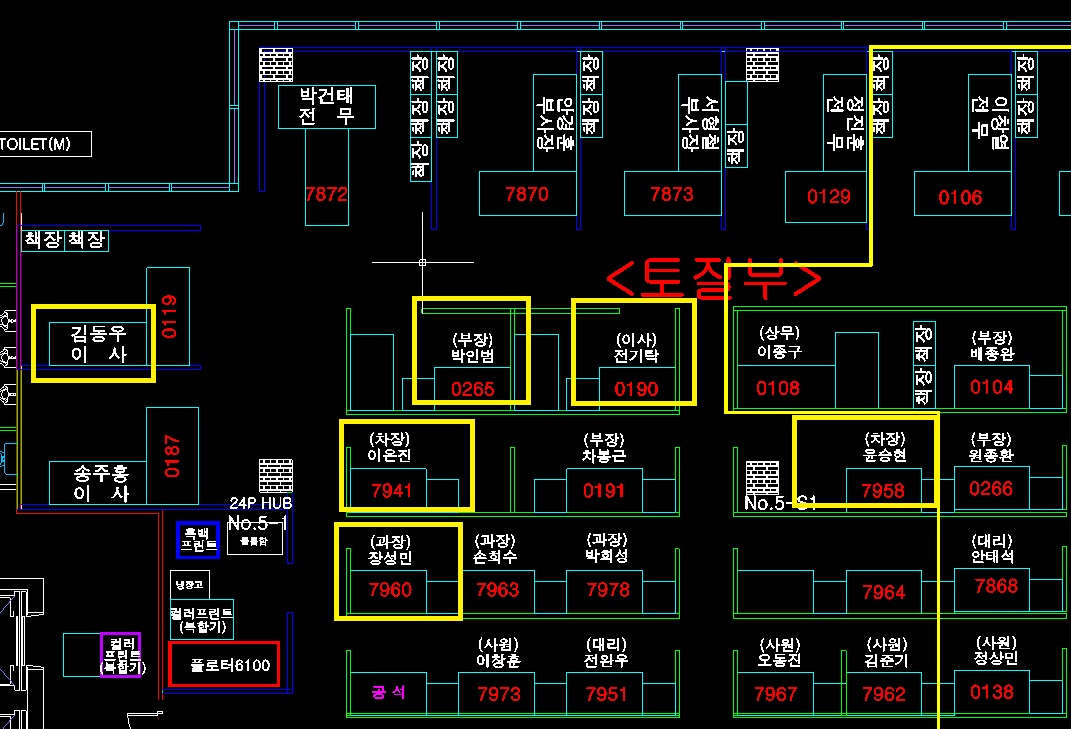 책장
책장
책장
책장
책장
책장
책장
책장
책장
책장
책장
책장
책장
박건태
전 무
안경훈
부사장
서형철
부사장
정진훈
전 무
이창열
전 무
TOILET(M)
7872
7870
7873
0129
0106
책장 책장
<토질부>
0119
김동우
이 사
(부장)
박인범
0265
(이사)
전기탁
0190
(상무)
이종구
0108
책장
책장
(부장)
배종완
0104
0187
송주홍
이 사
(차장)
이은진
7941
(부장)
차봉근
0191
(차장)
윤승현
7958
(부장)
원종환
0266
24P HUB
No.5-1
No.5-S1
흑백
프린트
(과장)
장성민
7960
(과장)
손희수
7963
(과장)
박희성
7978
7964
(대리)
안태석
7868
냉장고
컬러프린트
(복합기)
컬러
프린트
(복합기)
플로터6100
공 석
(사원)
이창훈
7973
(대리)
전완우
7951
(사원)
오동진
7967
(사원)
김준기
7962
(사원)
정상민
0138